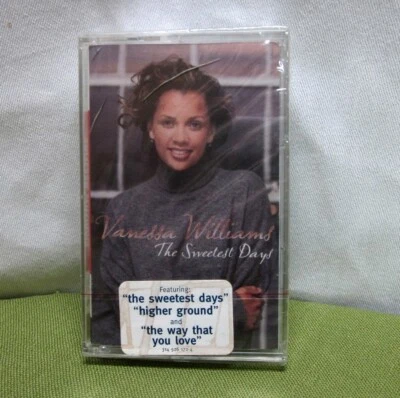 Vanessa Williams
The Sweetest Days
Featuring:
"the sweetest days"
"higher ground"
and
"the way that
you love"